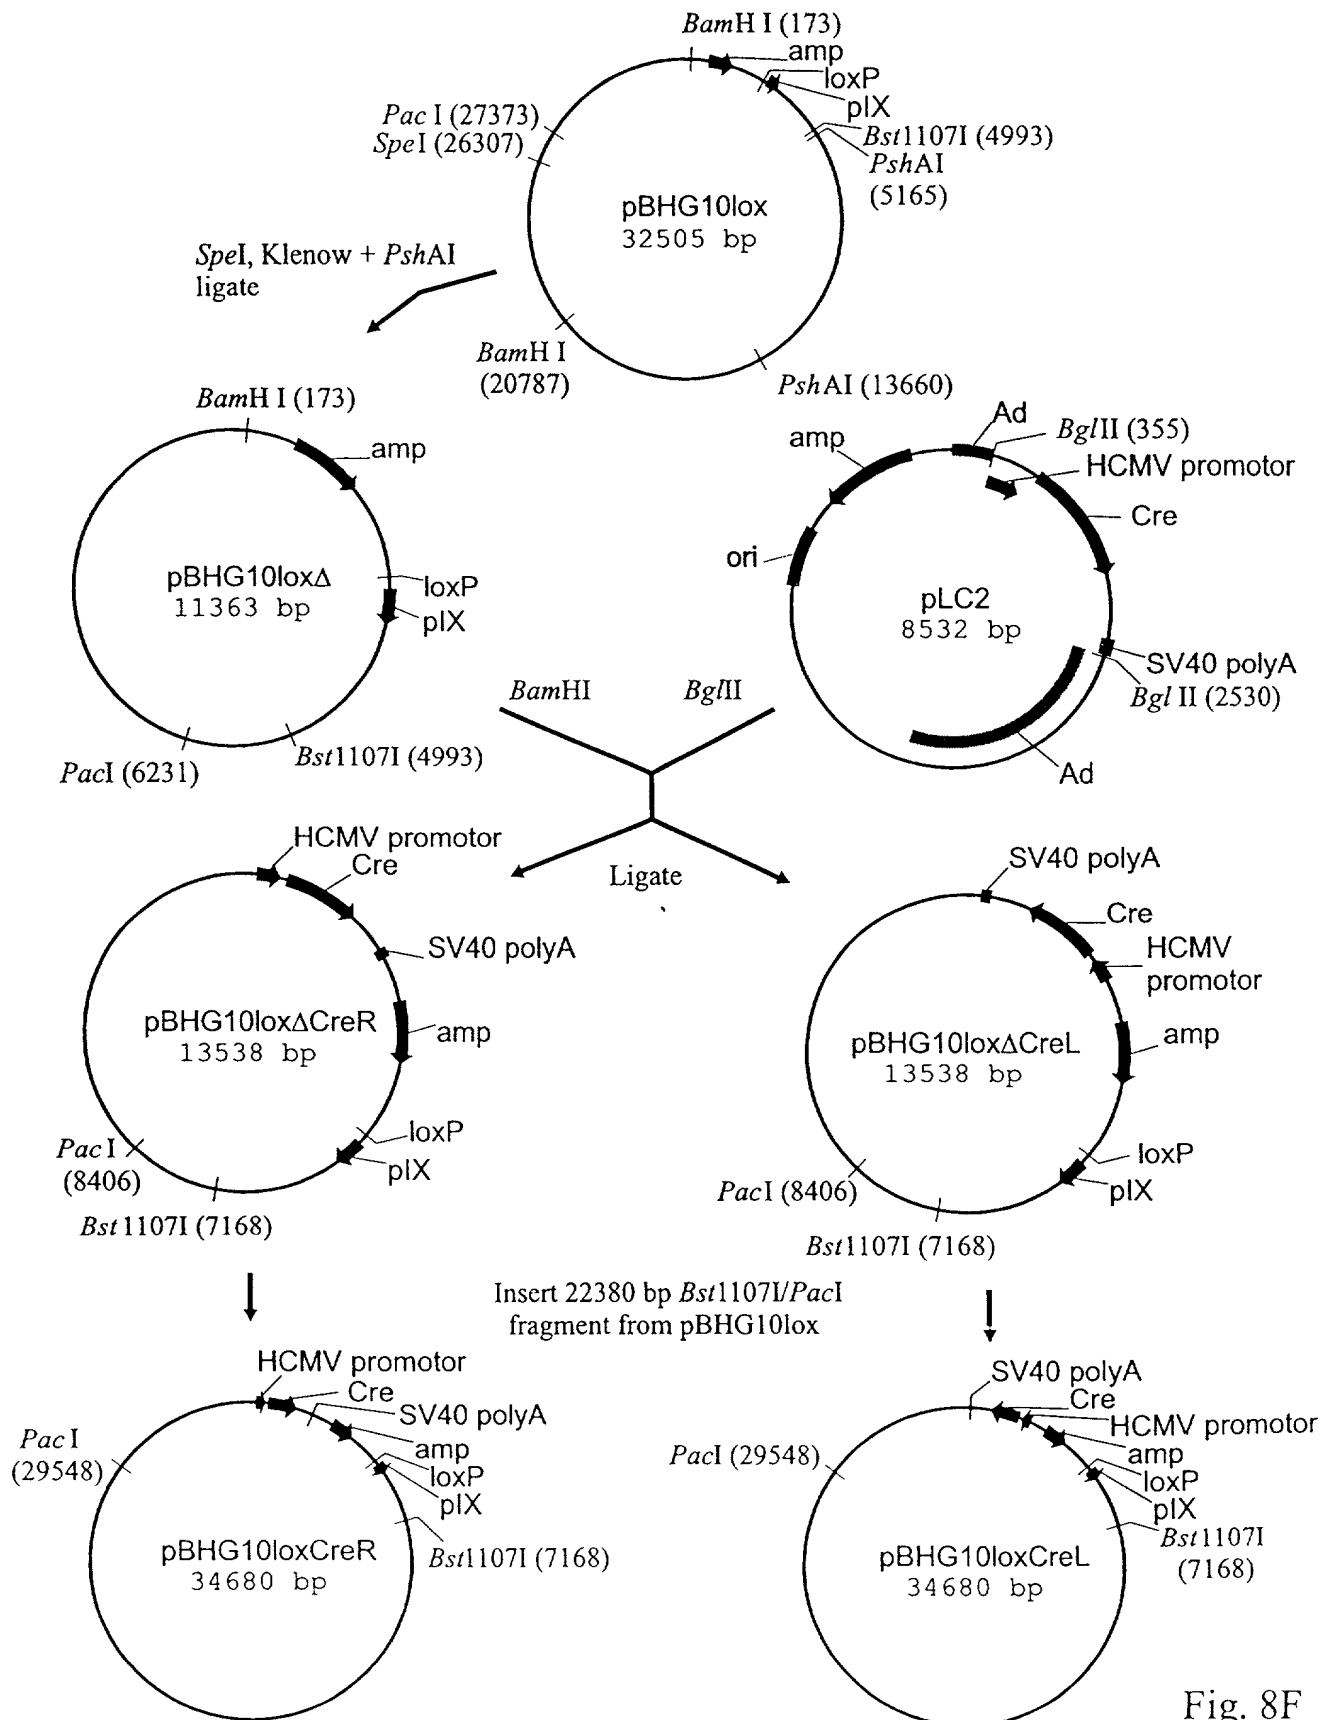 BamH I (173)
amp
loxP
pIX
Pac I (27373)
SpeI (26307)
Bst1107I (4993)
PshAI
(5165)
pBHG10lox
32505 bp
SpeI, Klenow + PshAI
ligate
BamH I
(20787)
PshAI (13660)
BamH I (173)
amp
pBHG10loxΔ
11363 bp
loxP
pIX
PacI (6231)
Bst1107I (4993)
Ad
BglII (355)
amp
HCMV promotor
Cre
ori
pLC2
8532 bp
SV40 polyA
Bgl II (2530)
Ad
BamHI
BglII
Ligate
HCMV promotor
Cre
SV40 polyA
pBHG10loxΔCreR
13538 bp
amp
loxP
pIX
Pac I
(8406)
Bst1107I (7168)
SV40 polyA
Cre
HCMV
promotor
pBHG10loxΔCreL
13538 bp
amp
loxP
pIX
PacI (8406)
Bst1107I (7168)
Insert 22380 bp Bst1107I/PacI
fragment from pBHG10lox
HCMV promotor
Cre
SV40 polyA
amp
loxP
pIX
Pac I
(29548)
pBHG10loxCreR
34680 bp
Bst1107I (7168)
SV40 polyA
Cre
HCMV promotor
amp
loxP
pIX
PacI (29548)
Bst1107I
(7168)
pBHG10loxCreL
34680 bp
Fig. 8F